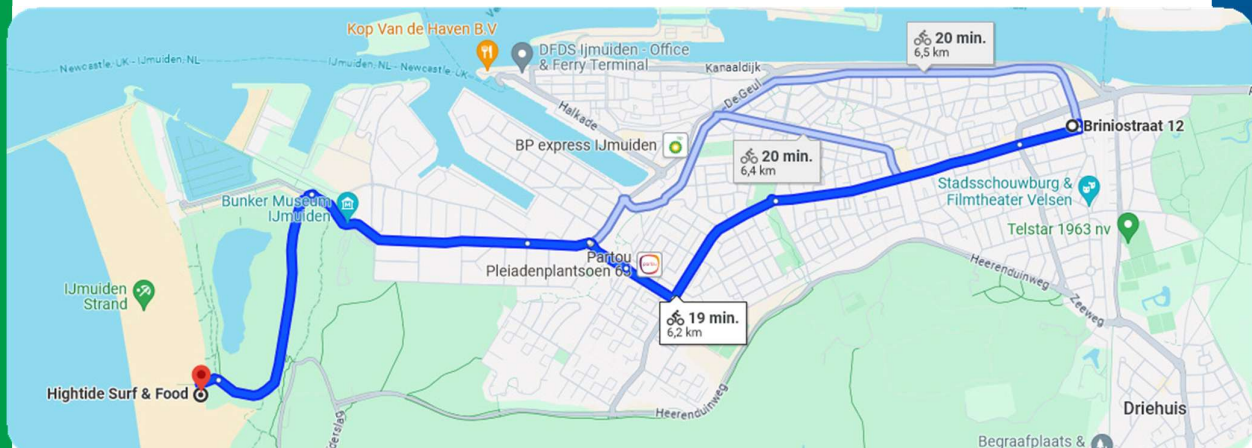 Kop Van de Haven B.V
DFDS Ijmuiden - Office
& Ferry Terminal
Newcastle, UK - IJmuiden, NL
IJmuiden, NL - Newcastle, UK
Kanaaldijk
20 min.
6,5 km
De Geul
Halkade
BP express IJmuiden
bp
20 min.
6,4 km
Briniostraat 12
Stadsschouwburg &
Filmtheater Velsen
Telstar 1963 nv
Bunker Museum
IJmuiden
Partou
Pleiadenplantsoen 69
Heerenduinweg
Zeeweg
IJmuiden
Strand
19 min.
6,2 km
Hightide Surf & Food
Heerenduinweg
Driehuis
Begraafplaats &